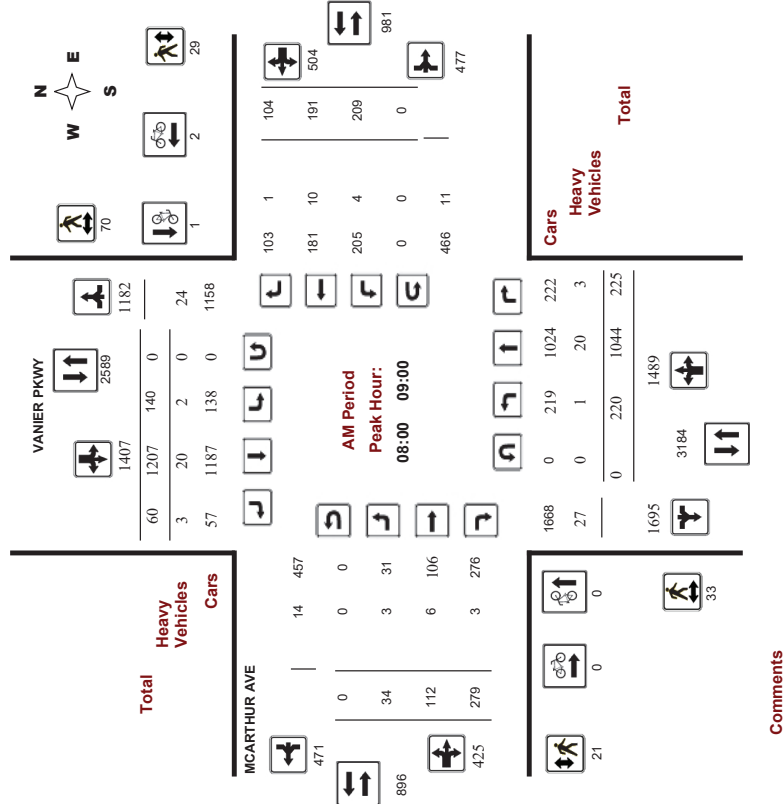 N
W E
S
70
29
1
2
VANIER PKWY
2589
1407
1182
60 1207 140 0
3 20 2 0 24
57 1187 138 0 1158
Total
Heavy
Vehicles
Cars
981
504
477
103 1 104
181 10 191
205 4 209
0 0 0
466 11
AM Period
Peak Hour:
08:00 09:00
MCARTHUR AVE
471
896
425
14 457
0 0 0
34 3 31
112 6 106
279 3 276
Cars
Heavy
Vehicles
Total
1668 0 219 1024 222
27 0 1 20 3
0 220 1044 225
1695
1489
3184
0
0
21
33
Comments